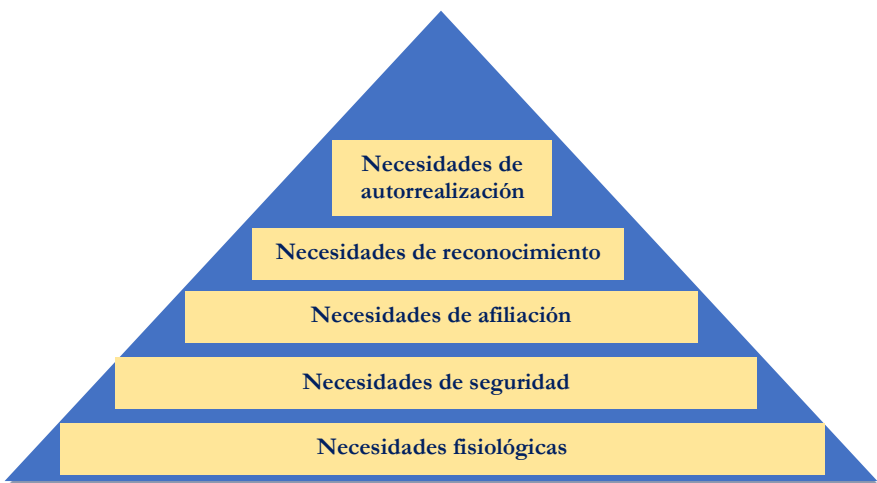 Necesidades de
autorrealización
Necesidades de reconocimiento
Necesidades de afiliación
Necesidades de seguridad
Necesidades fisiológicas